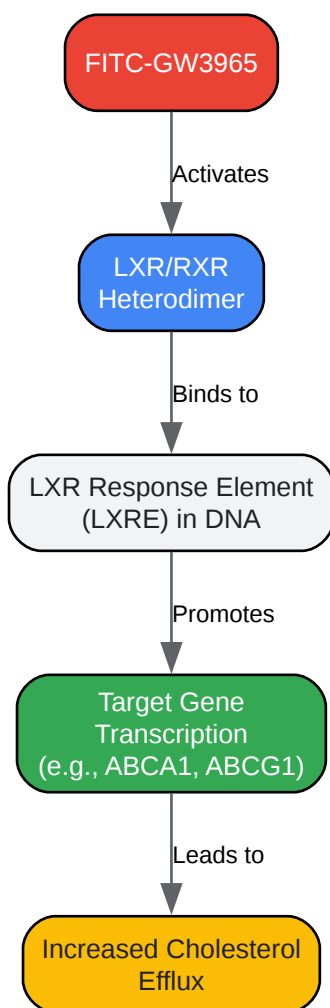 FITC-GW3965
Activates
LXR/RXR
Heterodimer
Binds to
LXR Response Element
(LXRE) in DNA
Promotes
Target Gene
Transcription
(e.g., ABCA1, ABCG1)
Leads to
Increased Cholesterol
Efflux